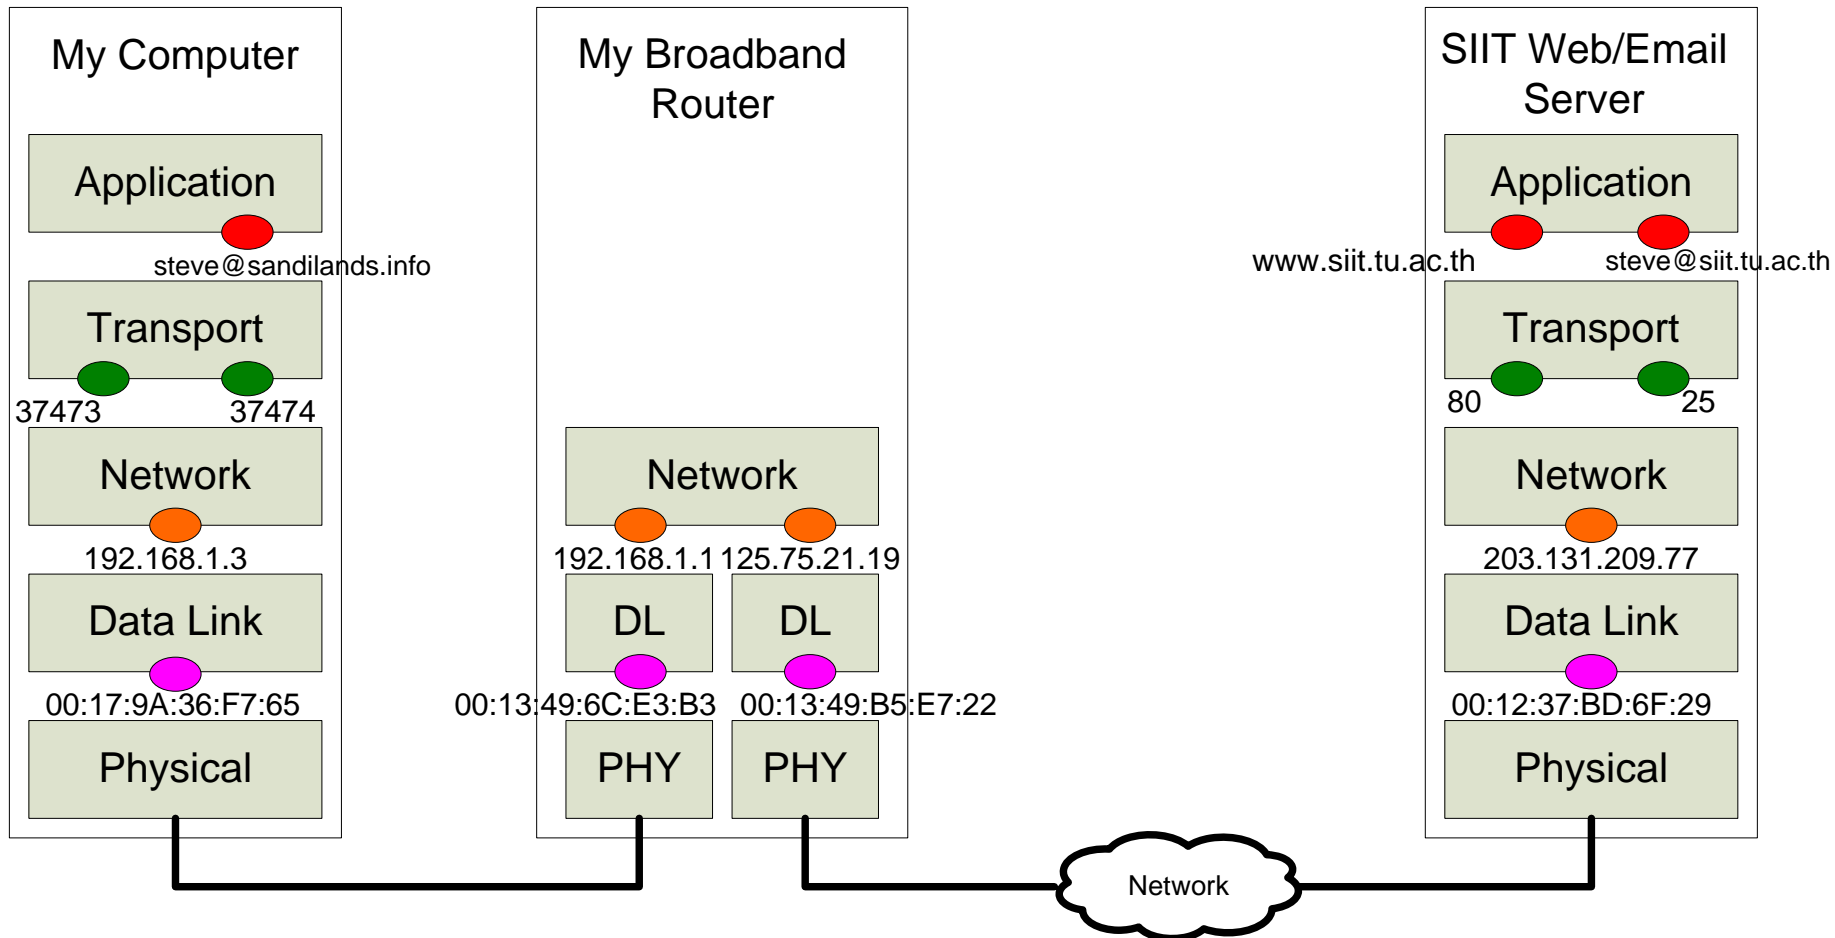 My Computer
Application
steve@sandilands.info
Transport
37473 37474
Network
192.168.1.3
Data Link
00:17:9A:36:F7:65
Physical
My Broadband
Router
Network
192.168.1.1 125.75.21.19
DL DL
00:13:49:6C:E3:B3 00:13:49:B5:E7:22
PHY PHY
Network
SIIT Web/Email
Server
Application
www.siit.tu.ac.th steve@siit.tu.ac.th
Transport
80 25
Network
203.131.209.77
Data Link
00:12:37:BD:6F:29
Physical